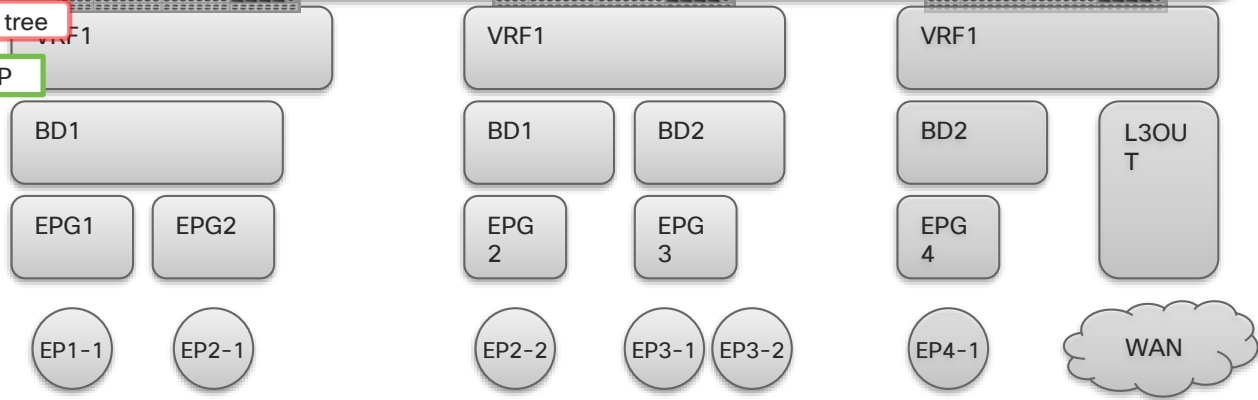 tree
VRF1
P
VRF1
VRF1
BD1
BD1
BD2
BD2
L3OU
T
EPG1
EPG2
EPG
2
EPG
3
EPG
4
EP1-1
EP2-1
EP2-2
EP3-1
EP3-2
EP4-1
WAN